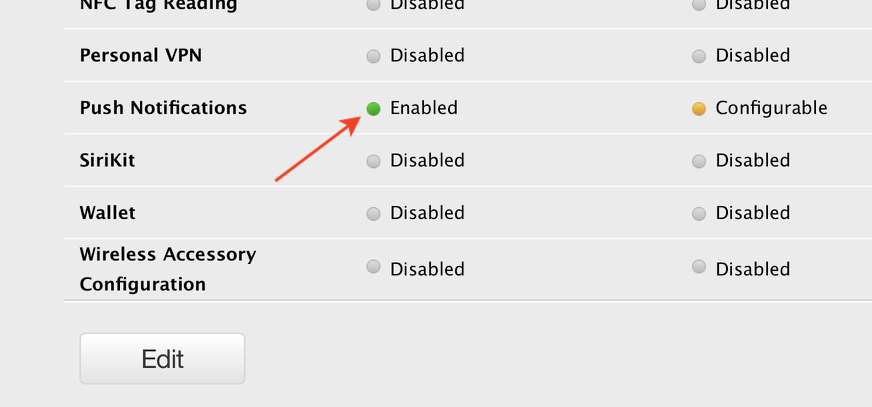 NFC Tag Reading Disabled Disabled
Personal VPN Disabled Disabled
Push Notifications Enabled Configurable
SiriKit Disabled Disabled
Wallet Disabled Disabled
Wireless Accessory
Configuration Disabled Disabled
Edit